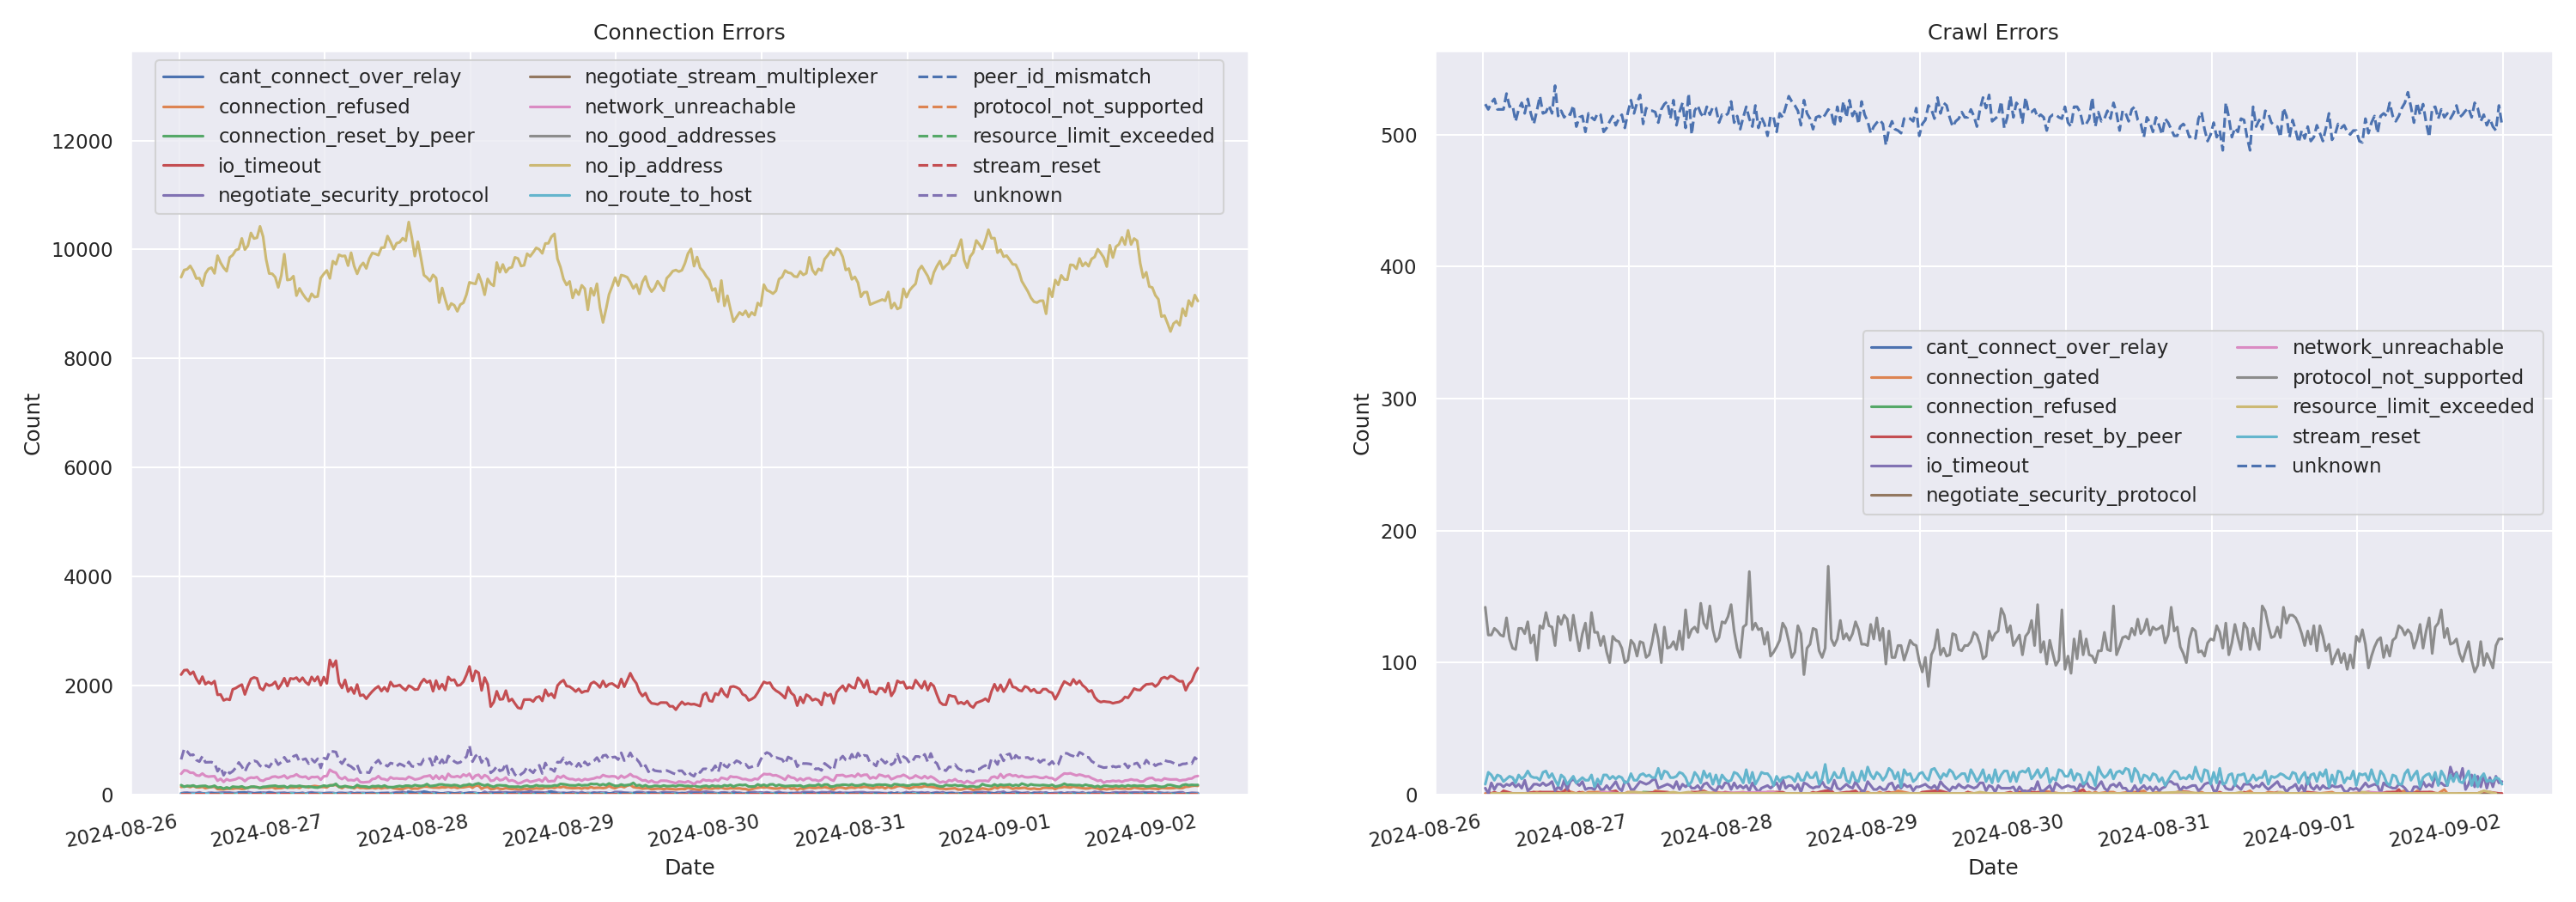 Connection Errors
cant_connect_over_relay
connection_refused
connection_reset_by_peer
io_timeout
negotiate_security_protocol
negotiate_stream_multiplexer
network_unreachable
no_good_addresses
no_ip_address
no_route_to_host
peer_id_mismatch
protocol_not_supported
resource_limit_exceeded
stream_reset
unknown
12000
10000
8000
6000
4000
2000
0
Count
2024-08-26
2024-08-27
2024-08-28
2024-08-29
2024-08-30
2024-08-31
2024-09-01
2024-09-02
Date
Crawl Errors
500
400
300
200
100
0
Count
cant_connect_over_relay
connection_gated
connection_refused
connection_reset_by_peer
io_timeout
negotiate_security_protocol
network_unreachable
protocol_not_supported
resource_limit_exceeded
stream_reset
unknown
2024-08-26
2024-08-27
2024-08-28
2024-08-29
2024-08-30
2024-08-31
2024-09-01
2024-09-02
Date